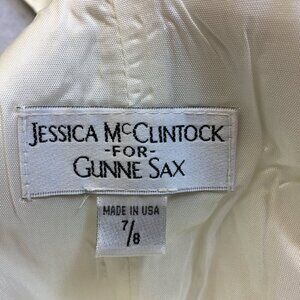 JESSICA MCCLINTOCK
-FOR-
GUNNE SAX
MADE IN USA
7/8